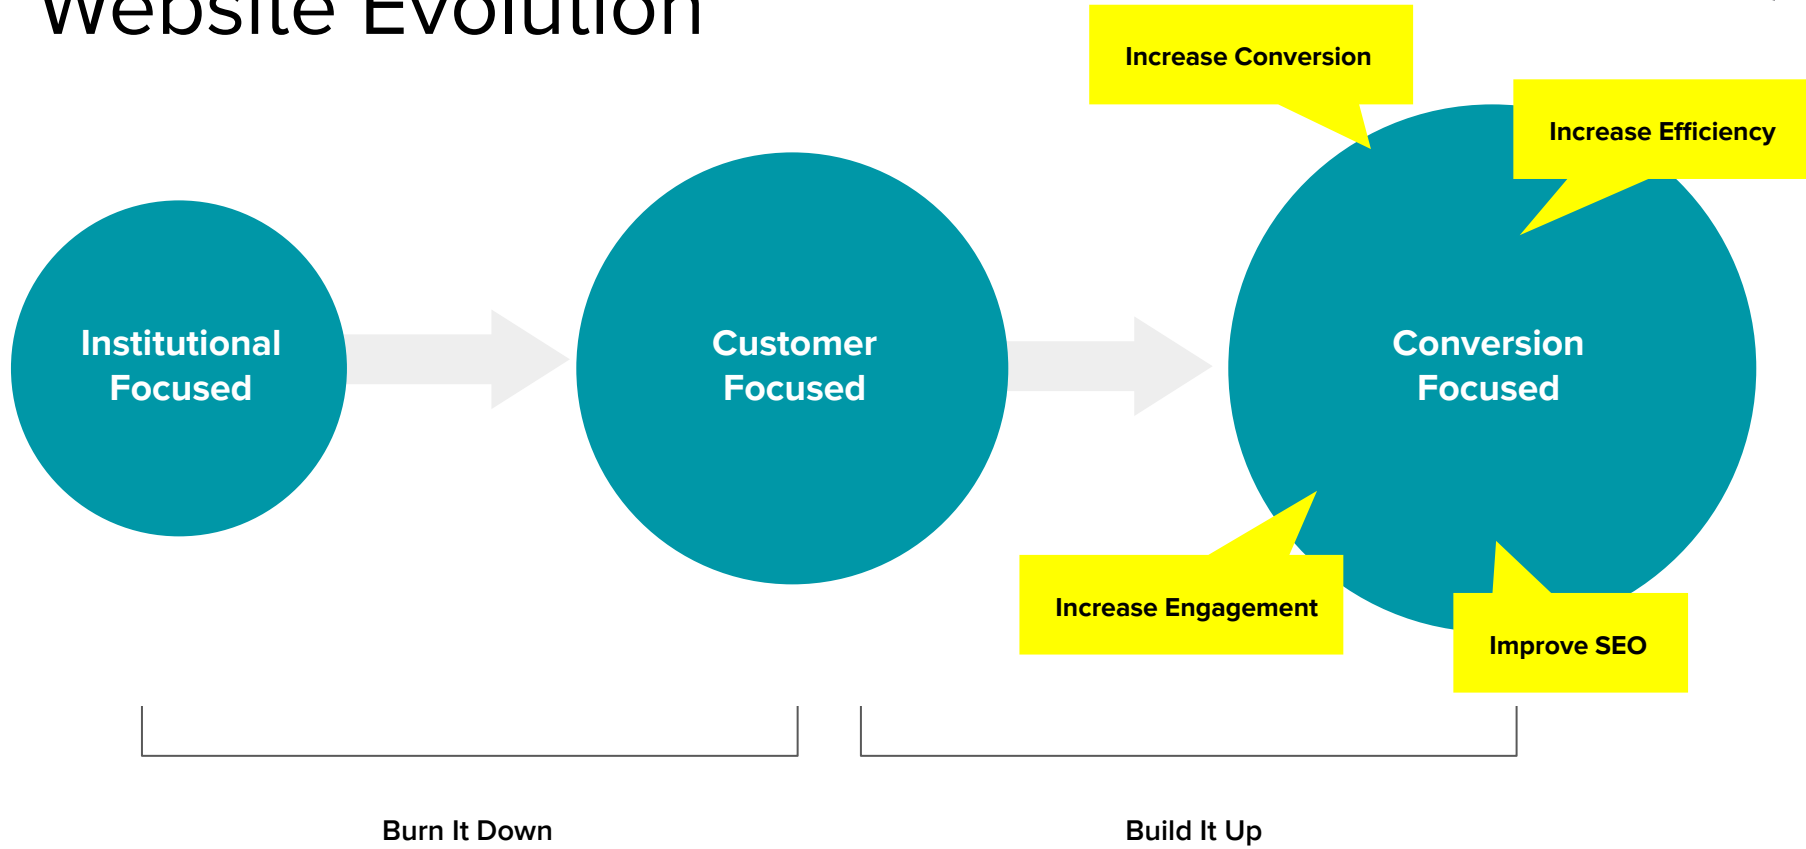 Website Evolution
Increase Conversion
Increase Efficiency
Institutional
Focused
Customer
Focused
Conversion
Focused
Increase Engagement
Improve SEO
Burn It Down
Build It Up